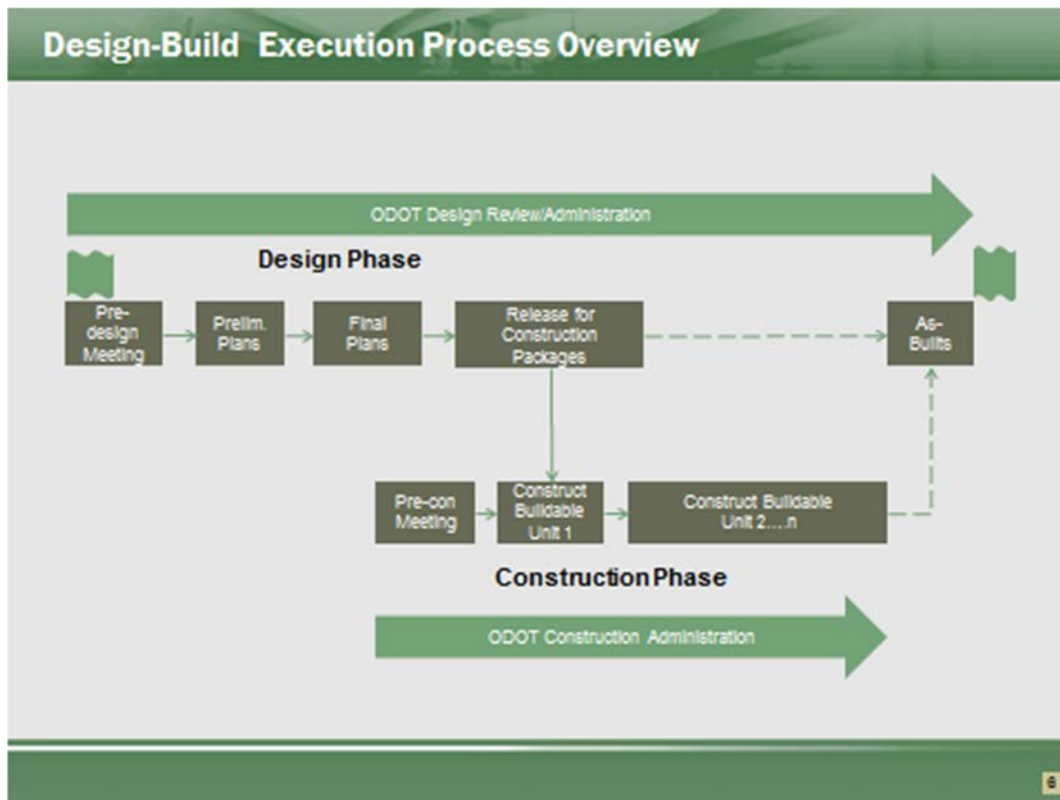 Design-Build Execution Process Overview
ODOT Design Review/Administration
Design Phase
Pre-
design
Meeting
Prelim.
Plans
Final
Plans
Release for
Construction
Packages
As-
Builts
Pre-con
Meeting
Construct
Buildable
Unit 1
Construct Buildable
Unit 2....n
Construction Phase
ODOT Construction Administration
6